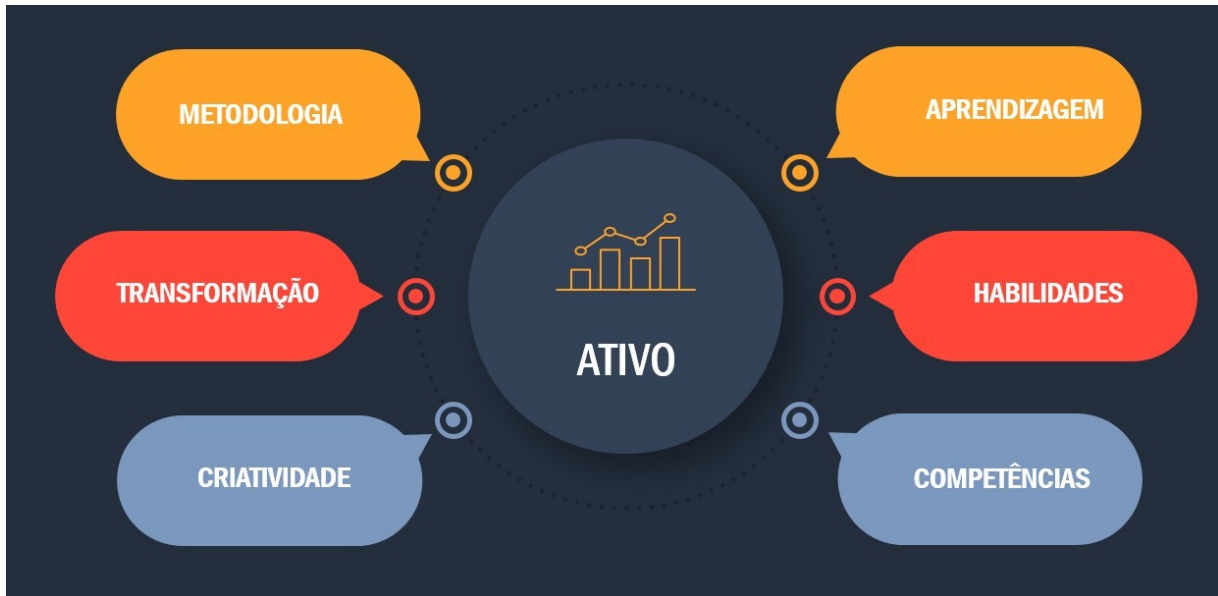 METODOLOGIA
APRENDIZAGEM
TRANSFORMAÇÃO
HABILIDADES
ATIVO
CRIATIVIDADE
COMPETÊNCIAS